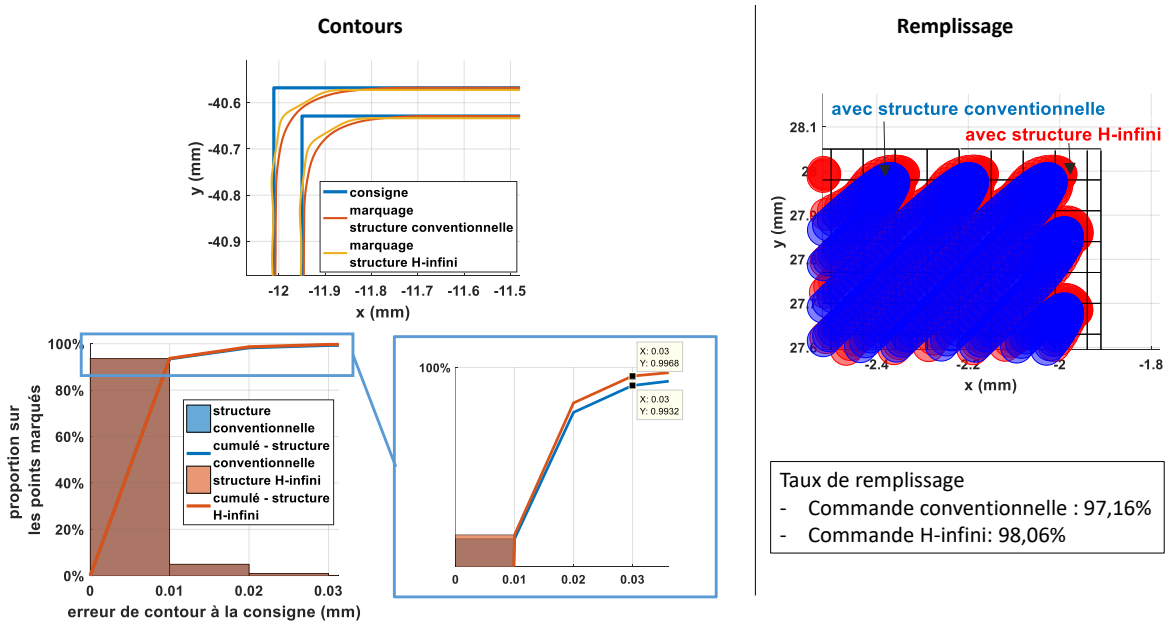 Contours
-40.6
-40.7
-40.8
-40.9
y (mm)
consigne
marquage
structure conventionnelle
marquage
structure H-infini
-12
-11.9
-11.8
-11.7
-11.6
-11.5
x (mm)
100%
80%
60%
40%
20%
0%
proportion sur
les points marqués
structure
conventionnelle
cumulé - structure
conventionnelle
structure H-infini
cumulé - structure
H-infini
0
0.01
0.02
0.03
erreur de contour à la consigne (mm)
100%
X: 0.03
Y: 0.9968
X: 0.03
Y: 0.9932
0
0.01
0.02
0.03
Remplissage
avec structure conventionnelle
avec structure H-infini
28.1
y (mm)
-2.4
-2.2
-2
-1.8
x (mm)
Taux de remplissage
- Commande conventionnelle : 97,16%
- Commande H-infini: 98,06%